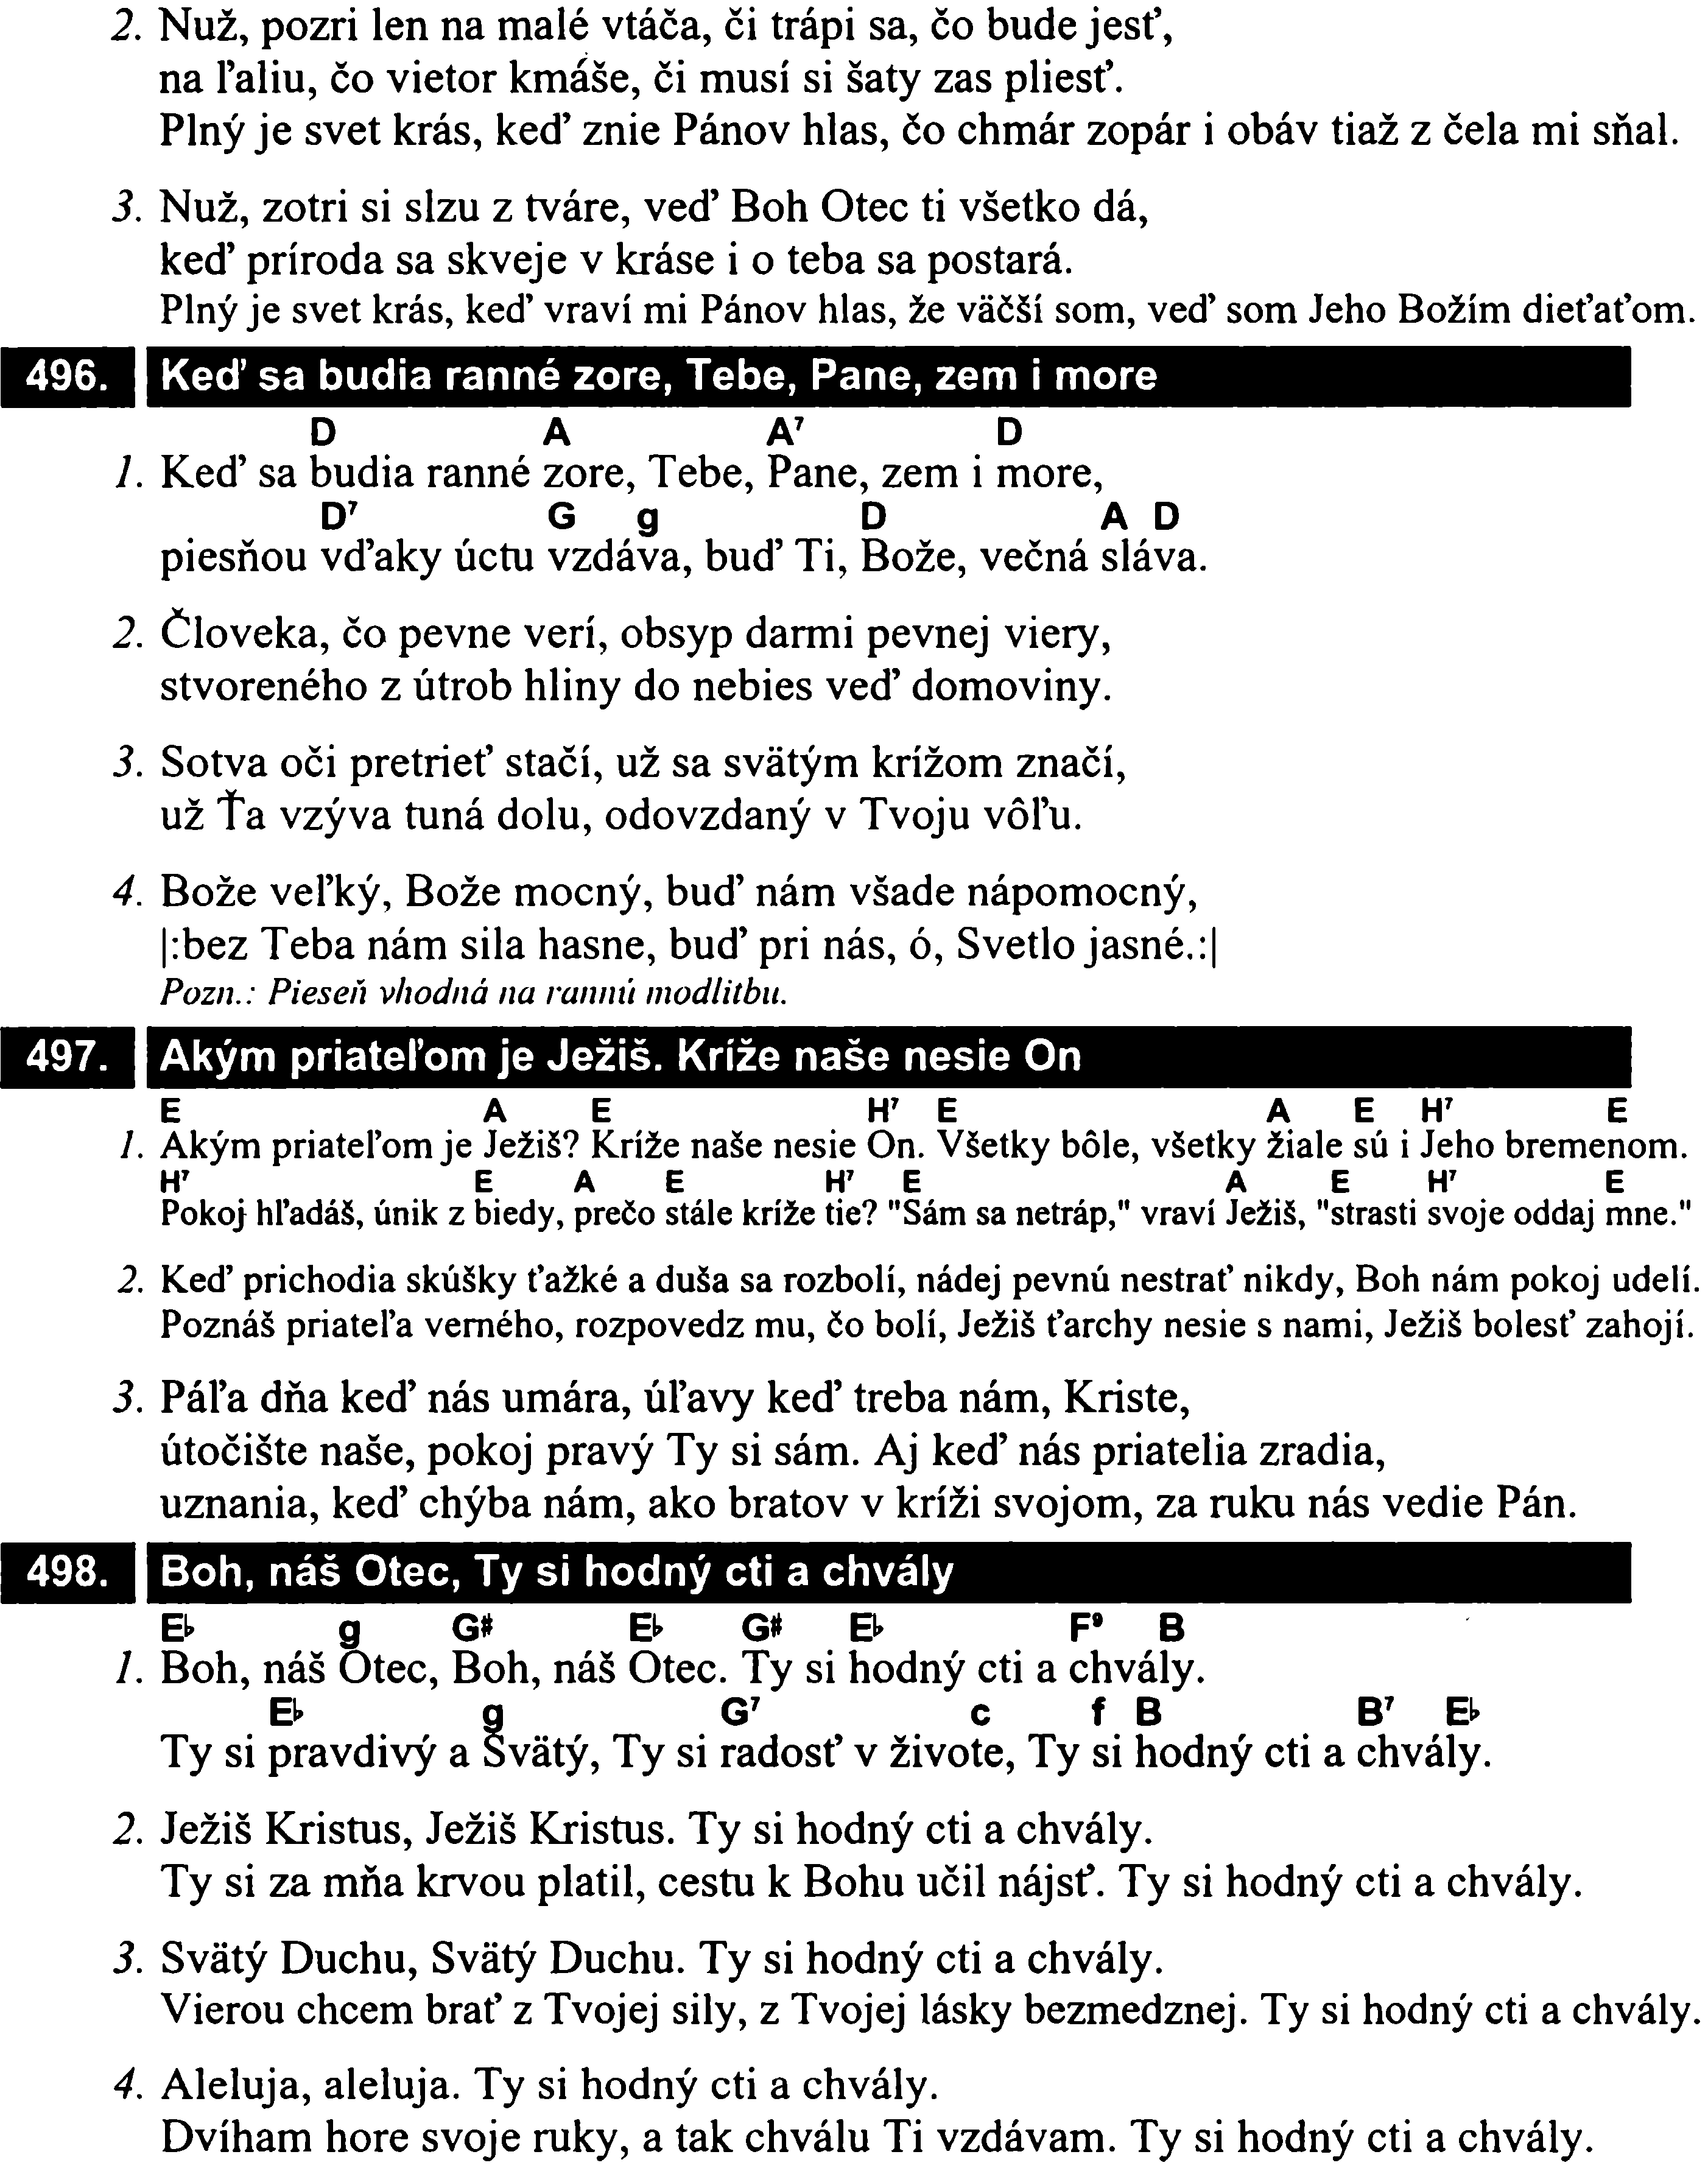 2. Nuž, pozri len na malé vtáča, či trápi sa, čo bude jesť,
na ľaliu, čo vietor kmáše, či musí si šaty zas pliesť.
Plný je svet krás, keď znie Pánov hlas, čo chmár zopár i obáv tiaž z čela mi sňal.
3. Nuž, zotri si slzu z tváre, veď Boh Otec ti všetko dá,
keď príroda sa skveje v kráse i o teba sa postará.
Plný je svet krás, keď vraví mi Pánov hlas, že väčší som, veď som Jeho Božím dieťaťom.
496. Keď sa budia ranné zore, Tebe, Pane, zem i more
D A A7 D
1. Keď sa budia ranné zore, Tebe, Pane, zem i more,
D7 G g D A D
piesňou vďaky úctu vzdáva, buď Ti, Bože, večná sláva.
2. Človeka, čo pevne verí, obsyp darmi pevnej viery,
stvoreného z útrob hliny do nebies veď domoviny.
3. Sotva oči pretrieť stačí, už sa svätým krížom značí,
už Ťa vzýva tuná dolu, odovzdaný v Tvoju vôľu.
4. Bože veľký, Bože mocný, buď nám všade nápomocný,
|:bez Teba nám sila hasne, buď pri nás, ó, Svetlo jasné.:|
Pozn.: Pieseň vhodná na rannú modlitbu.
497. Akým priateľom je Ježiš. Kríže naše nesie On
E A E H7 E A E H7 E
1. Akým priateľom je Ježiš? Kríže naše nesie On. Všetky bôle, všetky žiale sú i Jeho bremenom.
H7 E A E H7 E A E H7 E
Pokoj hľadáš, únik z biedy, prečo stále kríže tie? "Sám sa netráp," vraví Ježiš, "strasti svoje oddaj mne."
2. Keď prichodia skúšky ťažké a duša sa rozbolí, nádej pevnú nestrať nikdy, Boh nám pokoj udelí.
Poznáš priateľa verného, rozpovedz mu, čo bolí, Ježiš ťarchy nesie s nami, Ježiš bolesť zahojí.
3. Páľa dňa keď nás umára, úľavy keď treba nám, Kriste,
útočište naše, pokoj pravý Ty si sám. Aj keď nás priatelia zradia,
uznania, keď chýba nám, ako bratov v kríži svojom, za ruku nás vedie Pán.
498. Boh, náš Otec, Ty si hodný cti a chvály
E♭ g G# E♭ G# E♭ F9 B
1. Boh, náš Otec, Boh, náš Otec. Ty si hodný cti a chvály.
E♭ g G7 c f B B7 E♭
Ty si pravdivý a Svätý, Ty si radosť v živote, Ty si hodný cti a chvály.
2. Ježiš Kristus, Ježiš Kristus. Ty si hodný cti a chvály.
Ty si za mňa krvou platil, cestu k Bohu učil nájsť. Ty si hodný cti a chvály.
3. Svätý Duchu, Svätý Duchu. Ty si hodný cti a chvály.
Vierou chcem brať z Tvojej sily, z Tvojej lásky bezmedznej. Ty si hodný cti a chvály.
4. Aleluja, aleluja. Ty si hodný cti a chvály.
Dvíham hore svoje ruky, a tak chválu Ti vzdávam. Ty si hodný cti a chvály.